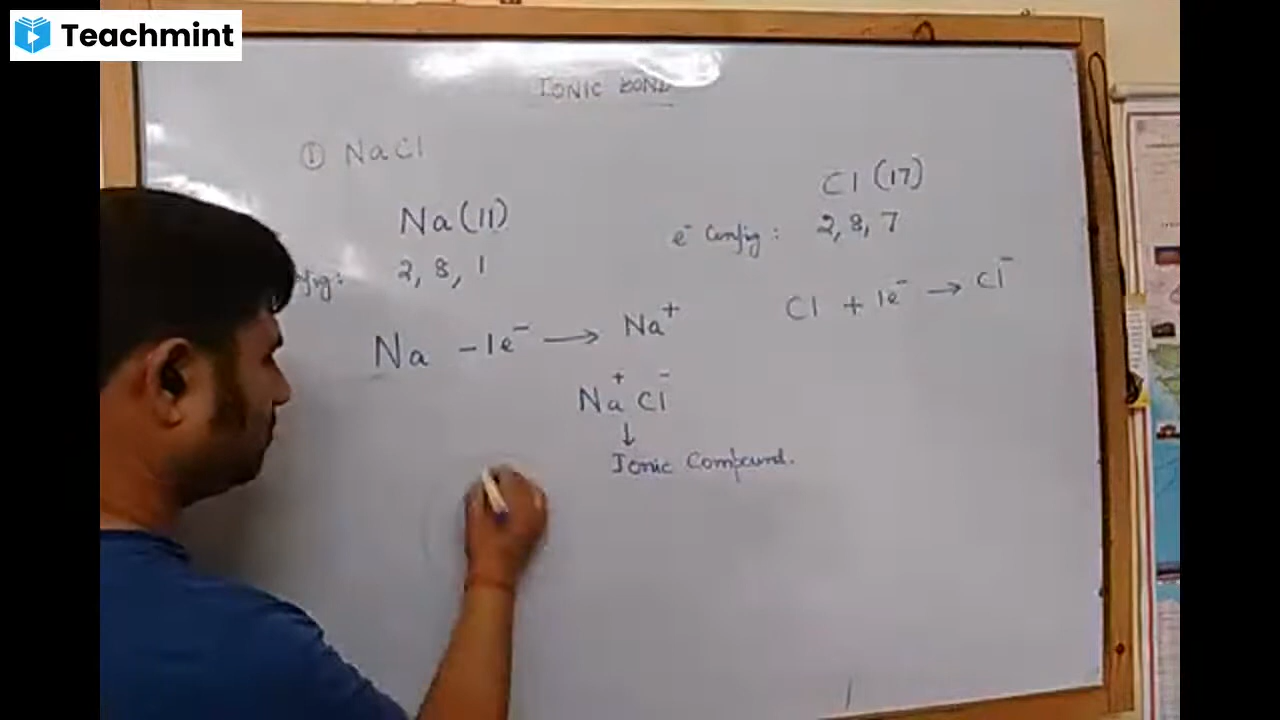 Teachmint
IONIC BOND
① NaCl
Na (11)
2, 8, 1
Cl (17)
e⁻ Config : 2, 8, 7
Na - 1e⁻ → Na⁺
Cl + 1e⁻ → Cl⁻
Na⁺ Cl⁻
↓
Ionic Compound.